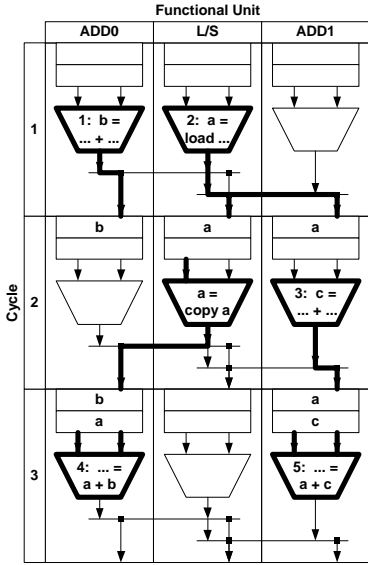 Functional Unit
ADD0 L/S ADD1
Cycle
1
1: b =
... + ...
2: a =
load ...
2
b a a
a =
copy a
3: c =
... + ...
3
b a
a c
4: ... =
a + b
5: ... =
a + c